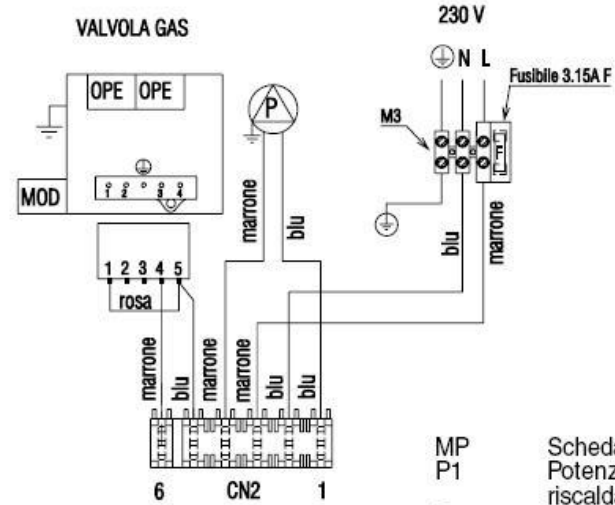 VALVOLA GAS
230 V
N L
Fusibile 3.15A F
OPE OPE
P
M3
F
1 2 3 4
MOD
marrone
blu
blu
marrone
1 2 3 4 5
rosa
marrone
blu
marrone
marrone
blu
blu
6 CN2 1
MP Scheda
P1 Potenz
riscalda